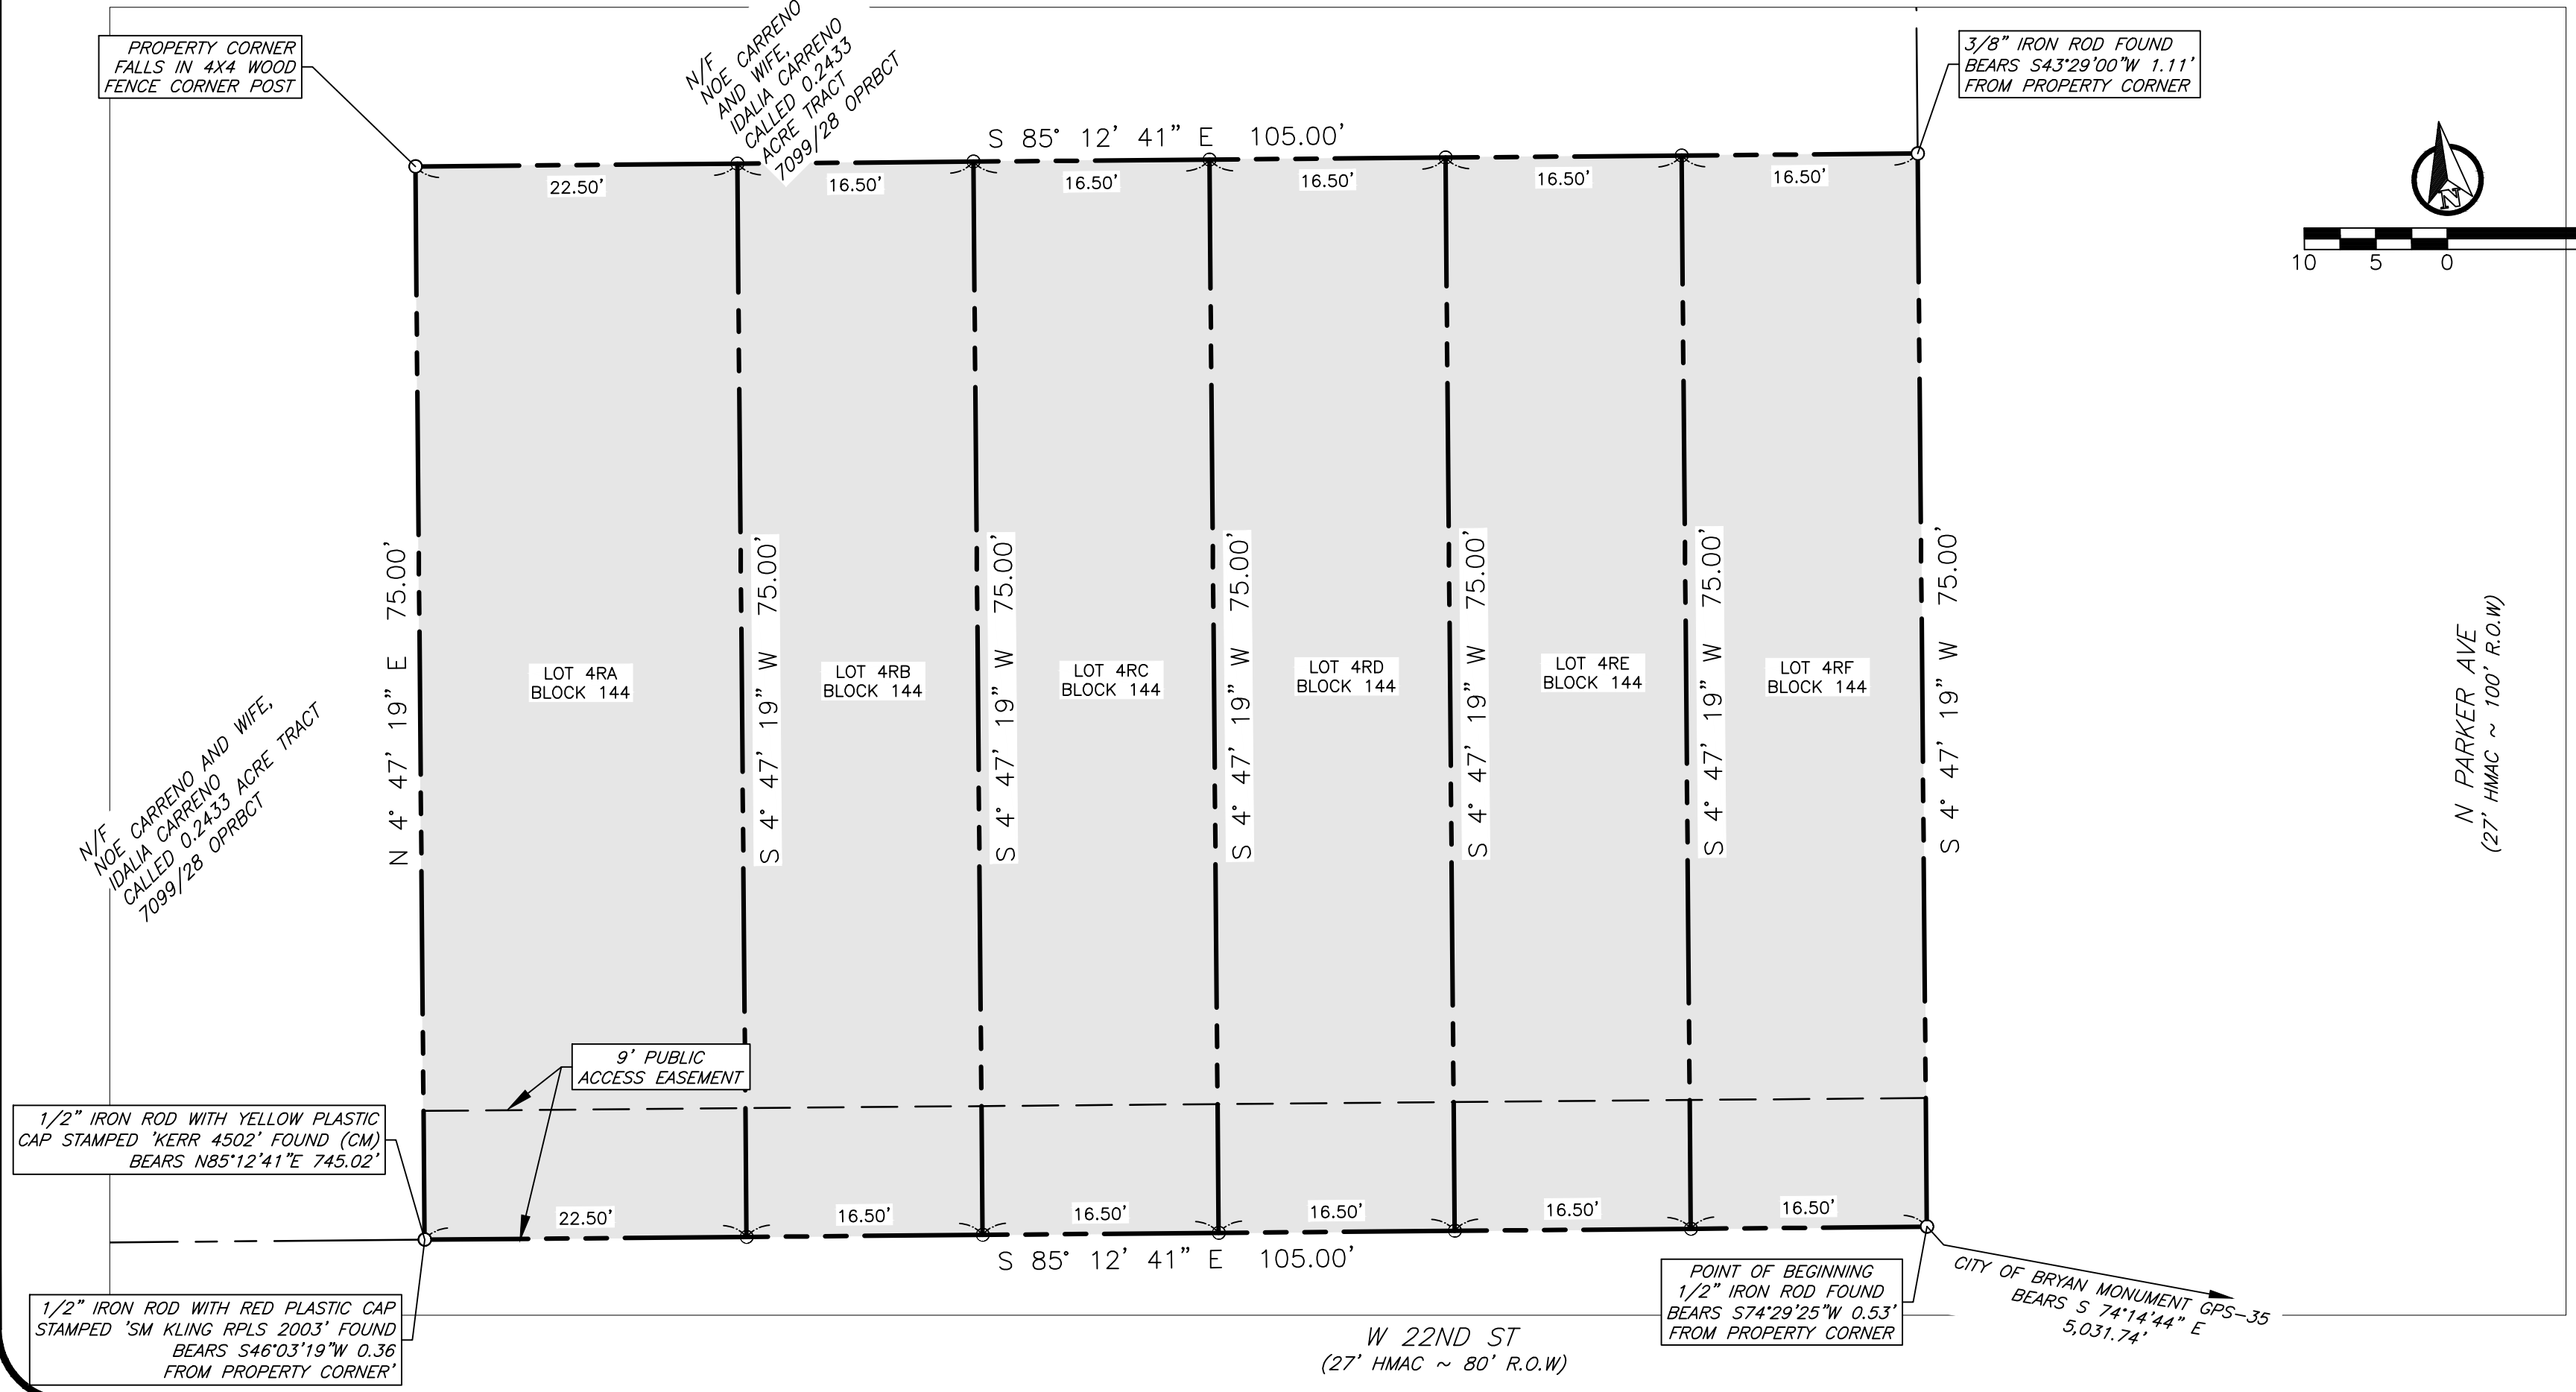 PROPERTY CORNER
FALLS IN 4X4 WOOD
FENCE CORNER POST
N/F
NOE CARRENO
AND WIFE,
IDALIA CARRENO
CALLED 0.2433
ACRE TRACT
7099/28 OPRBCT
3/8" IRON ROD FOUND
BEARS S43°29'00"W 1.11'
FROM PROPERTY CORNER
S 85° 12' 41" E 105.00'
22.50'
16.50'
16.50'
16.50'
16.50'
16.50'
N
10 5 0
N 4° 47' 19" E 75.00'
S 4° 47' 19" W 75.00'
S 4° 47' 19" W 75.00'
S 4° 47' 19" W 75.00'
S 4° 47' 19" W 75.00'
S 4° 47' 19" W 75.00'
S 4° 47' 19" W 75.00'
LOT 4RA
BLOCK 144
LOT 4RB
BLOCK 144
LOT 4RC
BLOCK 144
LOT 4RD
BLOCK 144
LOT 4RE
BLOCK 144
LOT 4RF
BLOCK 144
N PARKER AVE
(27' HMAC ~ 100' R.O.W)
N/F
NOE CARRENO AND WIFE,
IDALIA CARRENO
CALLED 0.2433 ACRE TRACT
7099/28 OPRBCT
9' PUBLIC
ACCESS EASEMENT
1/2" IRON ROD WITH YELLOW PLASTIC
CAP STAMPED 'KERR 4502' FOUND (CM)
BEARS N85°12'41"E 745.02'
22.50'
16.50'
16.50'
16.50'
16.50'
16.50'
S 85° 12' 41" E 105.00'
1/2" IRON ROD WITH RED PLASTIC CAP
STAMPED 'SM KLING RPLS 2003' FOUND
BEARS S46°03'19"W 0.36
FROM PROPERTY CORNER'
W 22ND ST
(27' HMAC ~ 80' R.O.W)
POINT OF BEGINNING
1/2" IRON ROD FOUND
BEARS S74°29'25"W 0.53'
FROM PROPERTY CORNER
CITY OF BRYAN MONUMENT GPS-35
BEARS S 74°14'44" E
5,031.74'